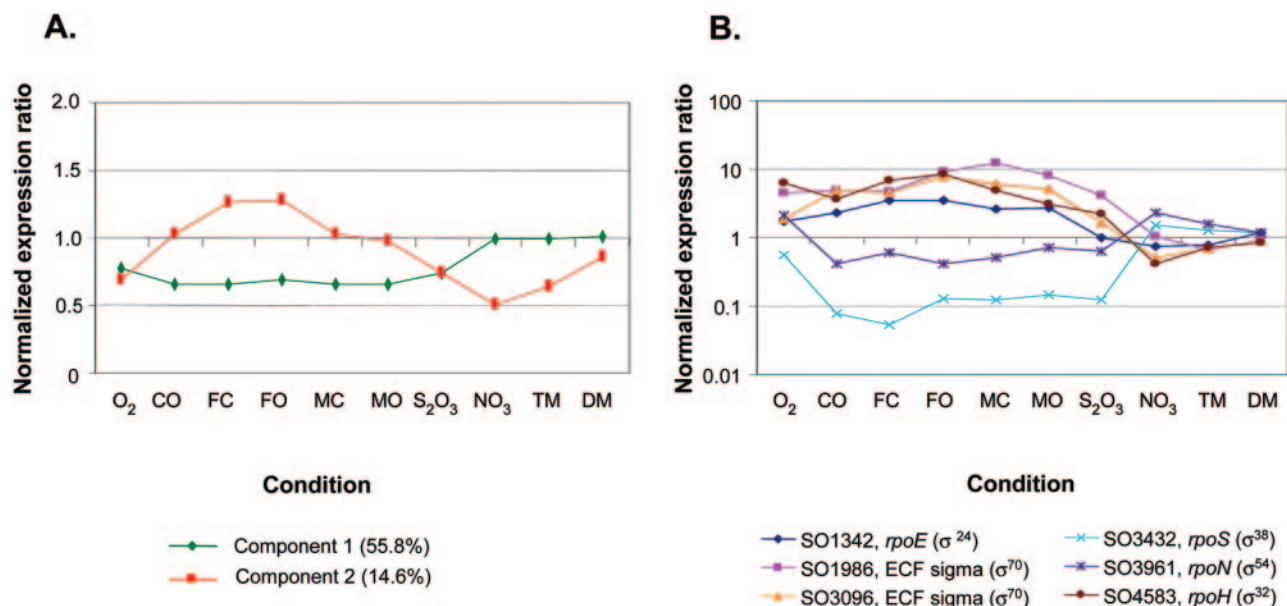 A.
Normalized expression ratio
2.0
1.5
1.0
0.5
0
O₂ CO FC FO MC MO S₂O₃ NO₃ TM DM
Condition
Component 1 (55.8%)
Component 2 (14.6%)
B.
Normalized expression ratio
100
10
1
0.1
0.01
O₂ CO FC FO MC MO S₂O₃ NO₃ TM DM
Condition
SO1342, rpoE (σ²⁴)
SO1986, ECF sigma (σ⁷⁰)
SO3096, ECF sigma (σ⁷⁰)
SO3432, rpoS (σ³⁸)
SO3961, rpoN (σ⁵⁴)
SO4583, rpoH (σ³²)